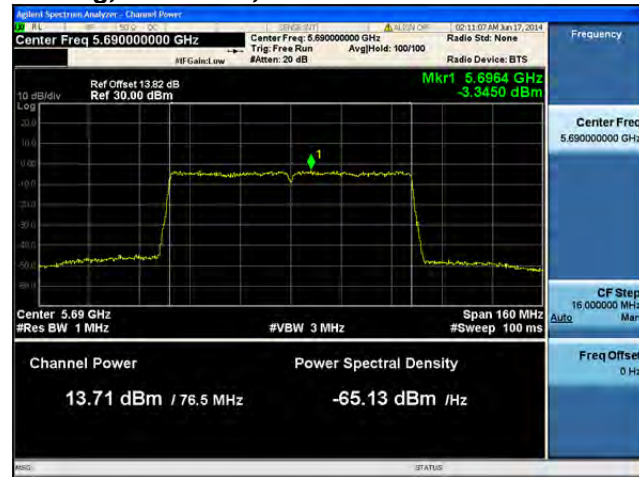 Agilent Spectrum Analyzer - Channel Power
RL RF 50 Ω DC SENSE:INT ALIGN OFF 02:11:07 AM Jun 17, 2014
Center Freq 5.690000000 GHz
Center Freq: 5.690000000 GHz
Radio Std: None
Trig: Free Run Avg|Hold: 100/100
#IFGain:Low #Atten: 20 dB Radio Device: BTS
Ref Offset 13.82 dB
10 dB/div Ref 30.00 dBm
Mkr1 5.6964 GHz
-3.3450 dBm
Log
20.0
10.0
0.00
-10.0
-20.0
-30.0
-40.0
-50.0
-60.0
1
Center 5.69 GHz Span 160 MHz
#Res BW 1 MHz #VBW 3 MHz #Sweep 100 ms
Channel Power Power Spectral Density
13.71 dBm / 76.5 MHz -65.13 dBm /Hz
MSG STATUS
Frequency
Center Freq
5.690000000 GHz
CF Step
16.000000 MHz
Auto Man
Freq Offset
0 Hz